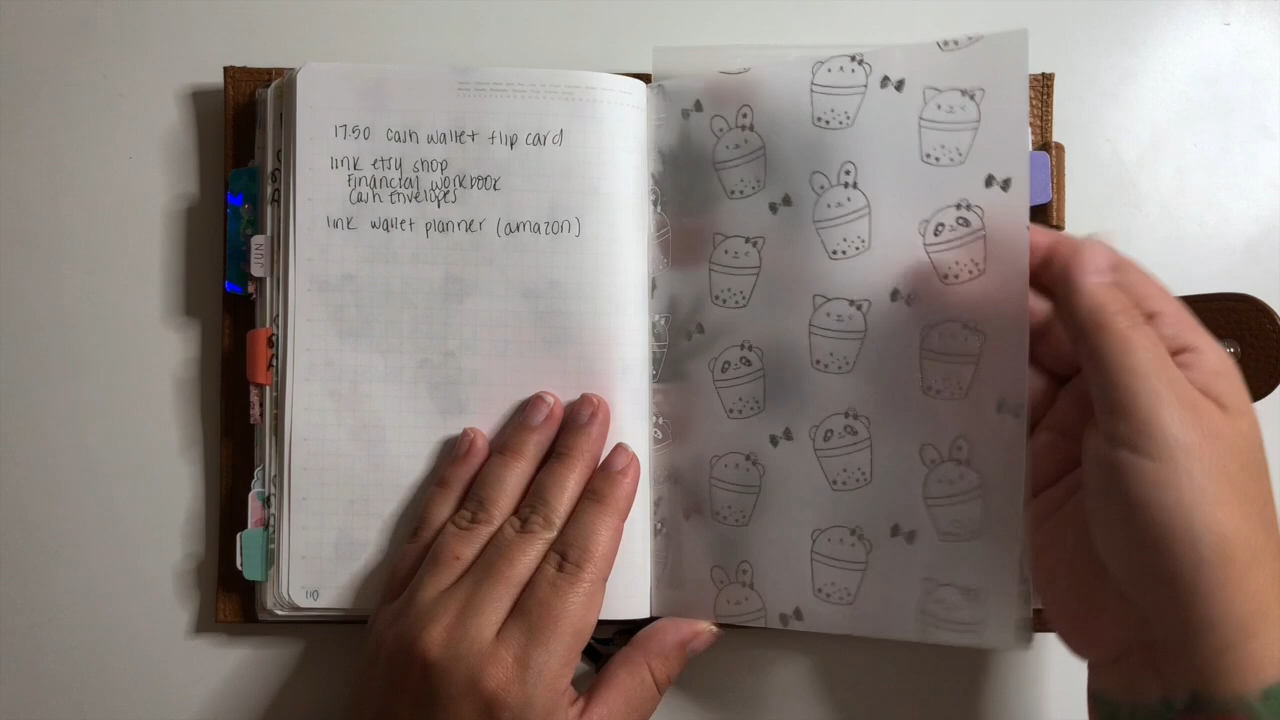 17.50 cash wallet flip card
link etsy shop
Financial workbook
Cash Envelopes
link wallet planner (amazon)
JUN
110